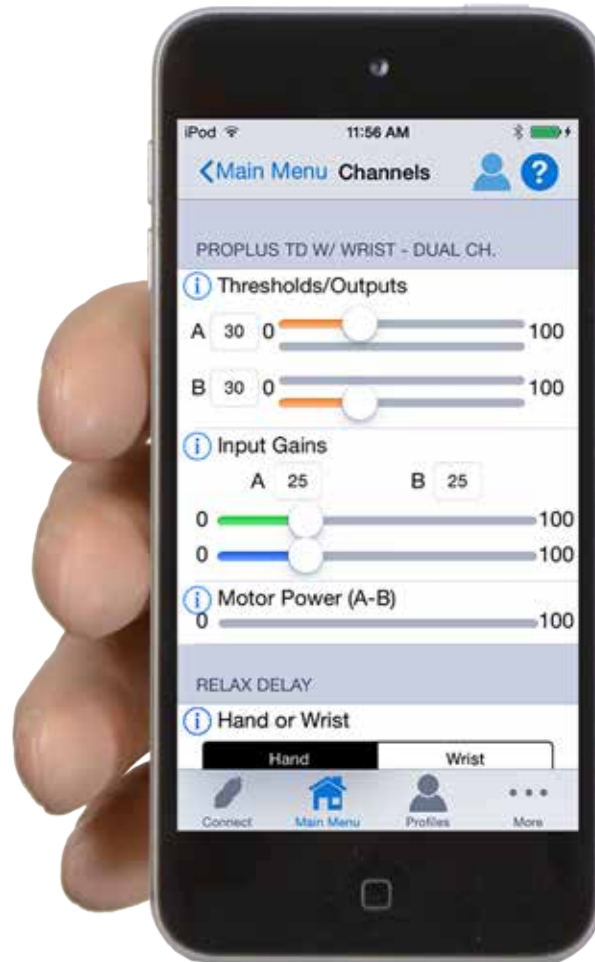 iPod 11:56 AM
Main Menu Channels ?
PROPLUS TD W/ WRIST - DUAL CH.
i Thresholds/Outputs
A 30 0 100
B 30 0 100
i Input Gains
A 25 B 25
0 100
0 100
i Motor Power (A-B)
0 100
RELAX DELAY
i Hand or Wrist
Hand Wrist
Connect Main Menu Profiles More